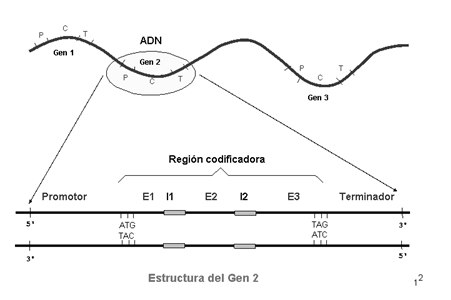 ADN
P C T
Gen 1
Gen 2
P C T
P C T
Gen 3
Región codificadora
Promotor E1 I1 E2 I2 E3 Terminador
5' 3'
ATG TAG
TAC ATC
3' 5'
Estructura del Gen 2
12